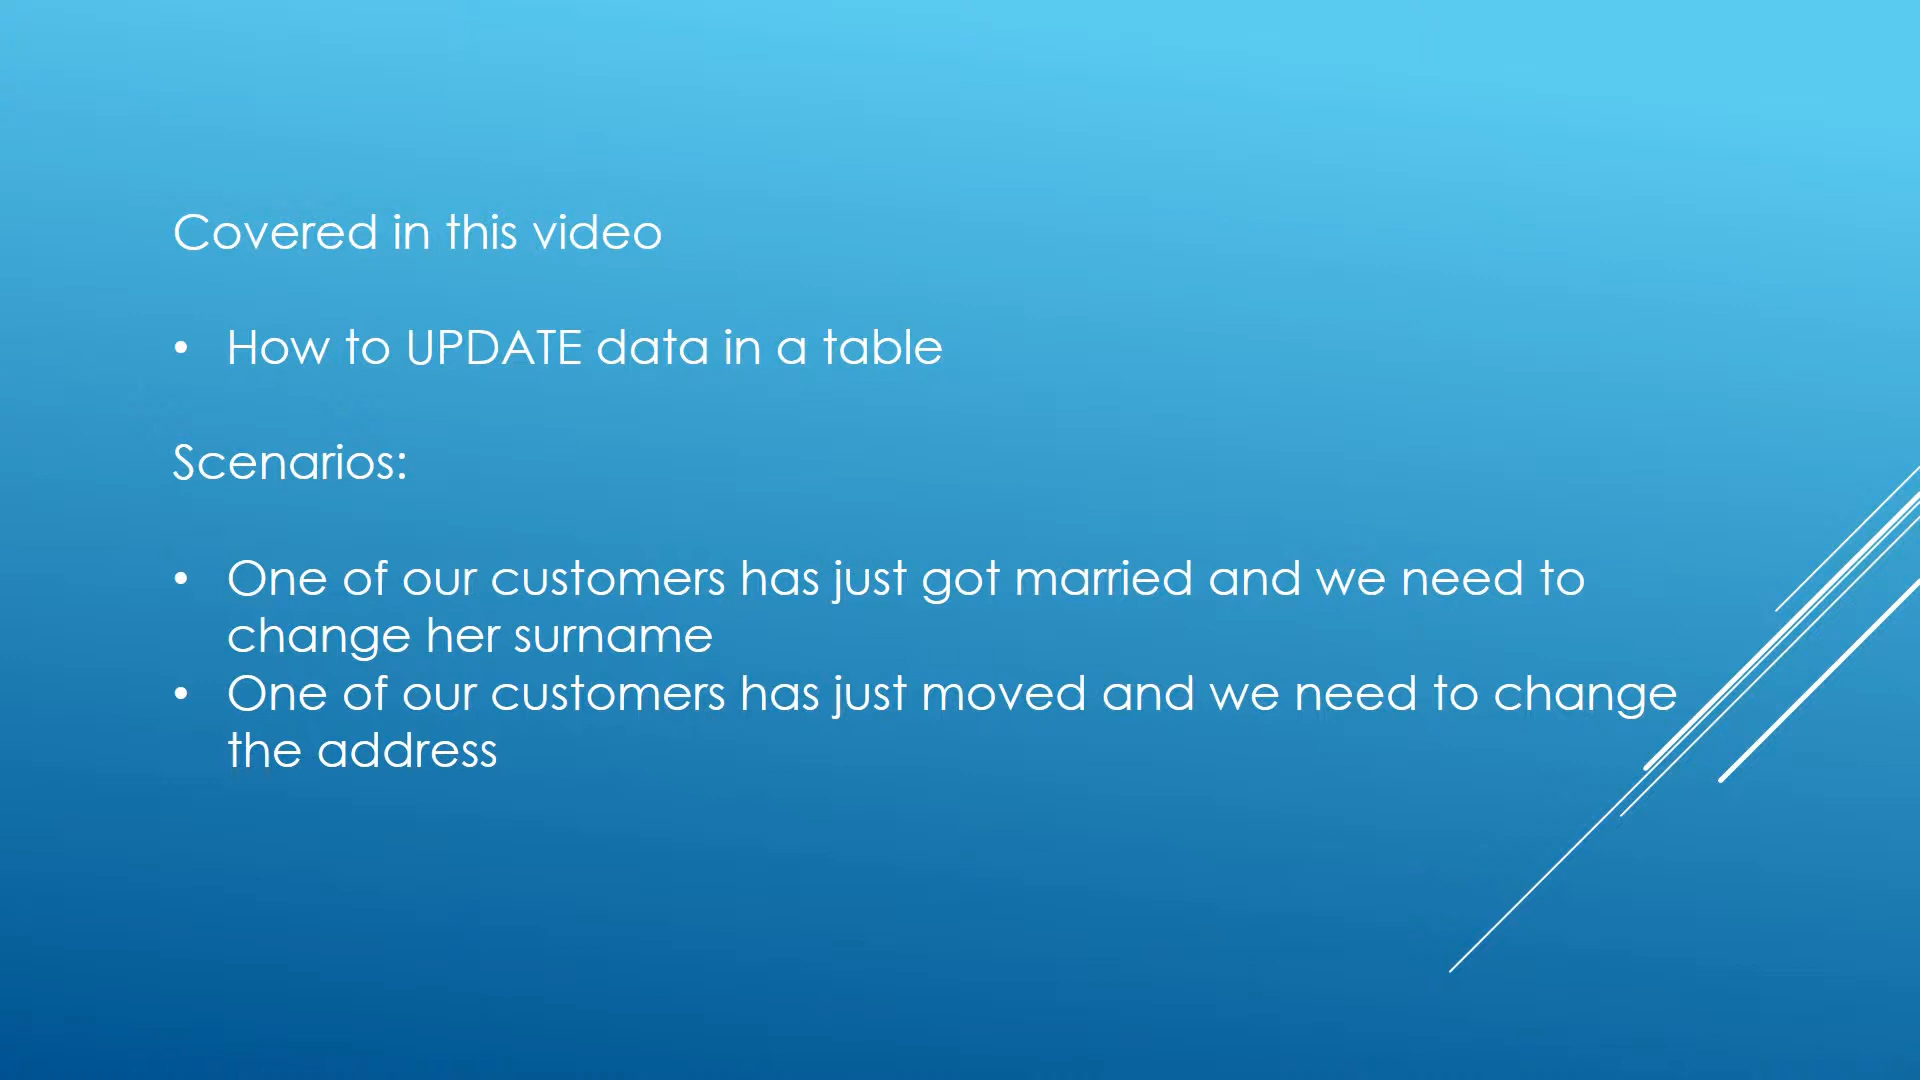 Covered in this video
• How to UPDATE data in a table
Scenarios:
• One of our customers has just got married and we need to
change her surname
• One of our customers has just moved and we need to change
the address